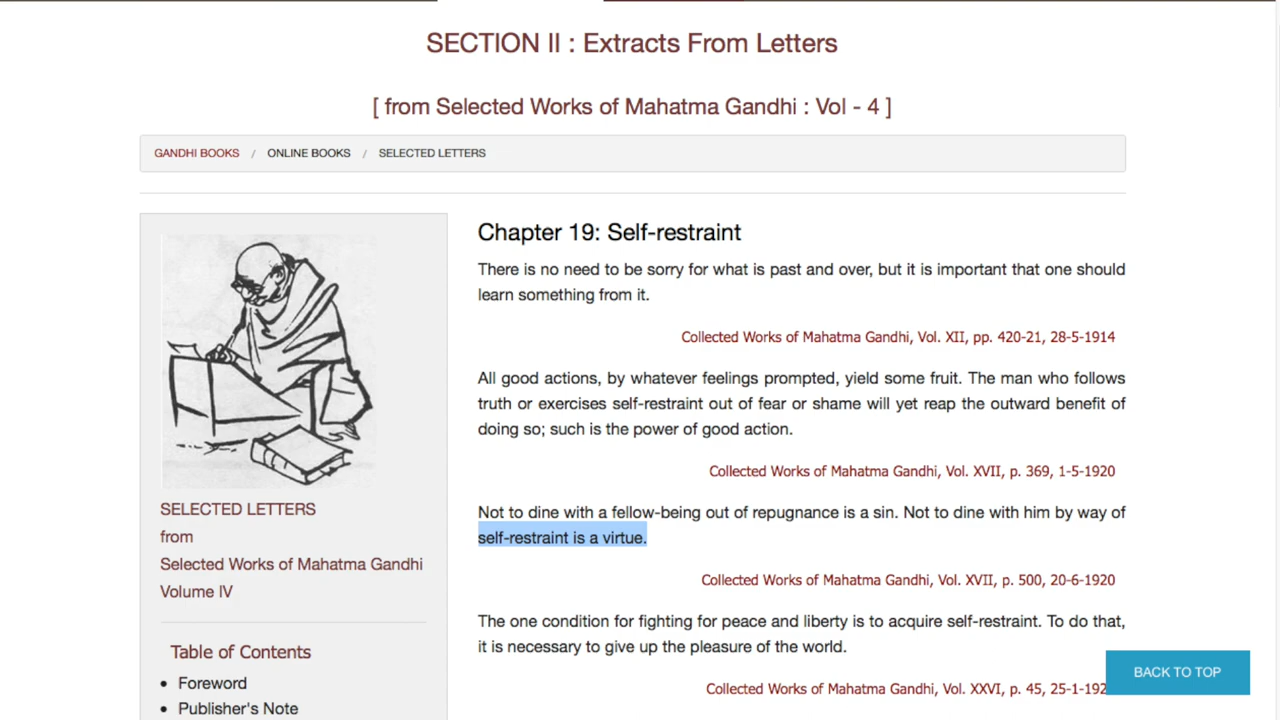 SECTION II : Extracts From Letters
[ from Selected Works of Mahatma Gandhi : Vol - 4 ]
GANDHI BOOKS / ONLINE BOOKS / SELECTED LETTERS
Chapter 19: Self-restraint
There is no need to be sorry for what is past and over, but it is important that one should
learn something from it.
Collected Works of Mahatma Gandhi, Vol. XII, pp. 420-21, 28-5-1914
All good actions, by whatever feelings prompted, yield some fruit. The man who follows
truth or exercises self-restraint out of fear or shame will yet reap the outward benefit of
doing so; such is the power of good action.
Collected Works of Mahatma Gandhi, Vol. XVII, p. 369, 1-5-1920
Not to dine with a fellow-being out of repugnance is a sin. Not to dine with him by way of
self-restraint is a virtue.
Collected Works of Mahatma Gandhi, Vol. XVII, p. 500, 20-6-1920
The one condition for fighting for peace and liberty is to acquire self-restraint. To do that,
it is necessary to give up the pleasure of the world.
Collected Works of Mahatma Gandhi, Vol. XXVI, p. 45, 25-1-192
SELECTED LETTERS
from
Selected Works of Mahatma Gandhi
Volume IV
Table of Contents
• Foreword
• Publisher's Note
BACK TO TOP